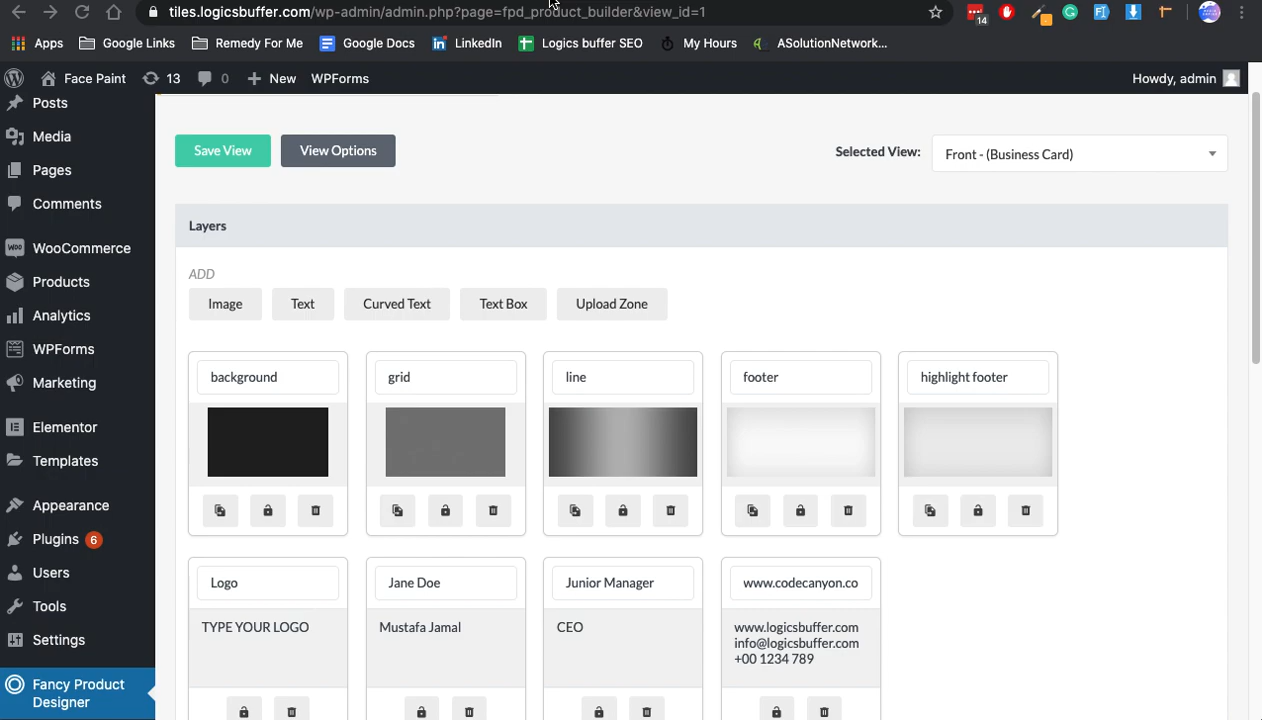 tiles.logicsbuffer.com/wp-admin/admin.php?page=fpd_product_builder&view_id=1
14
Apps
Google Links
Remedy For Me
Google Docs
LinkedIn
Logics buffer SEO
My Hours
ASolutionNetwork...
Face Paint
13
0
New
WPForms
Howdy, admin
Posts
Media
Pages
Comments
WooCommerce
Products
Analytics
WPForms
Marketing
Elementor
Templates
Appearance
Plugins 6
Users
Tools
Settings
Fancy Product
Designer
Save View
View Options
Selected View:
Front - (Business Card)
Layers
ADD
Image
Text
Curved Text
Text Box
Upload Zone
background
grid
line
footer
highlight footer
Logo
Jane Doe
Junior Manager
www.codecanyon.co
TYPE YOUR LOGO
Mustafa Jamal
CEO
www.logicsbuffer.com
info@logicsbuffer.com
+00 1234 789